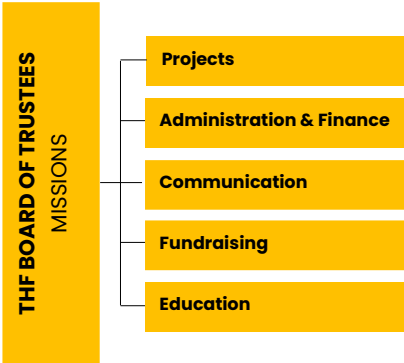 THF BOARD OF TRUSTEES
MISSIONS
Projects
Administration & Finance
Communication
Fundraising
Education